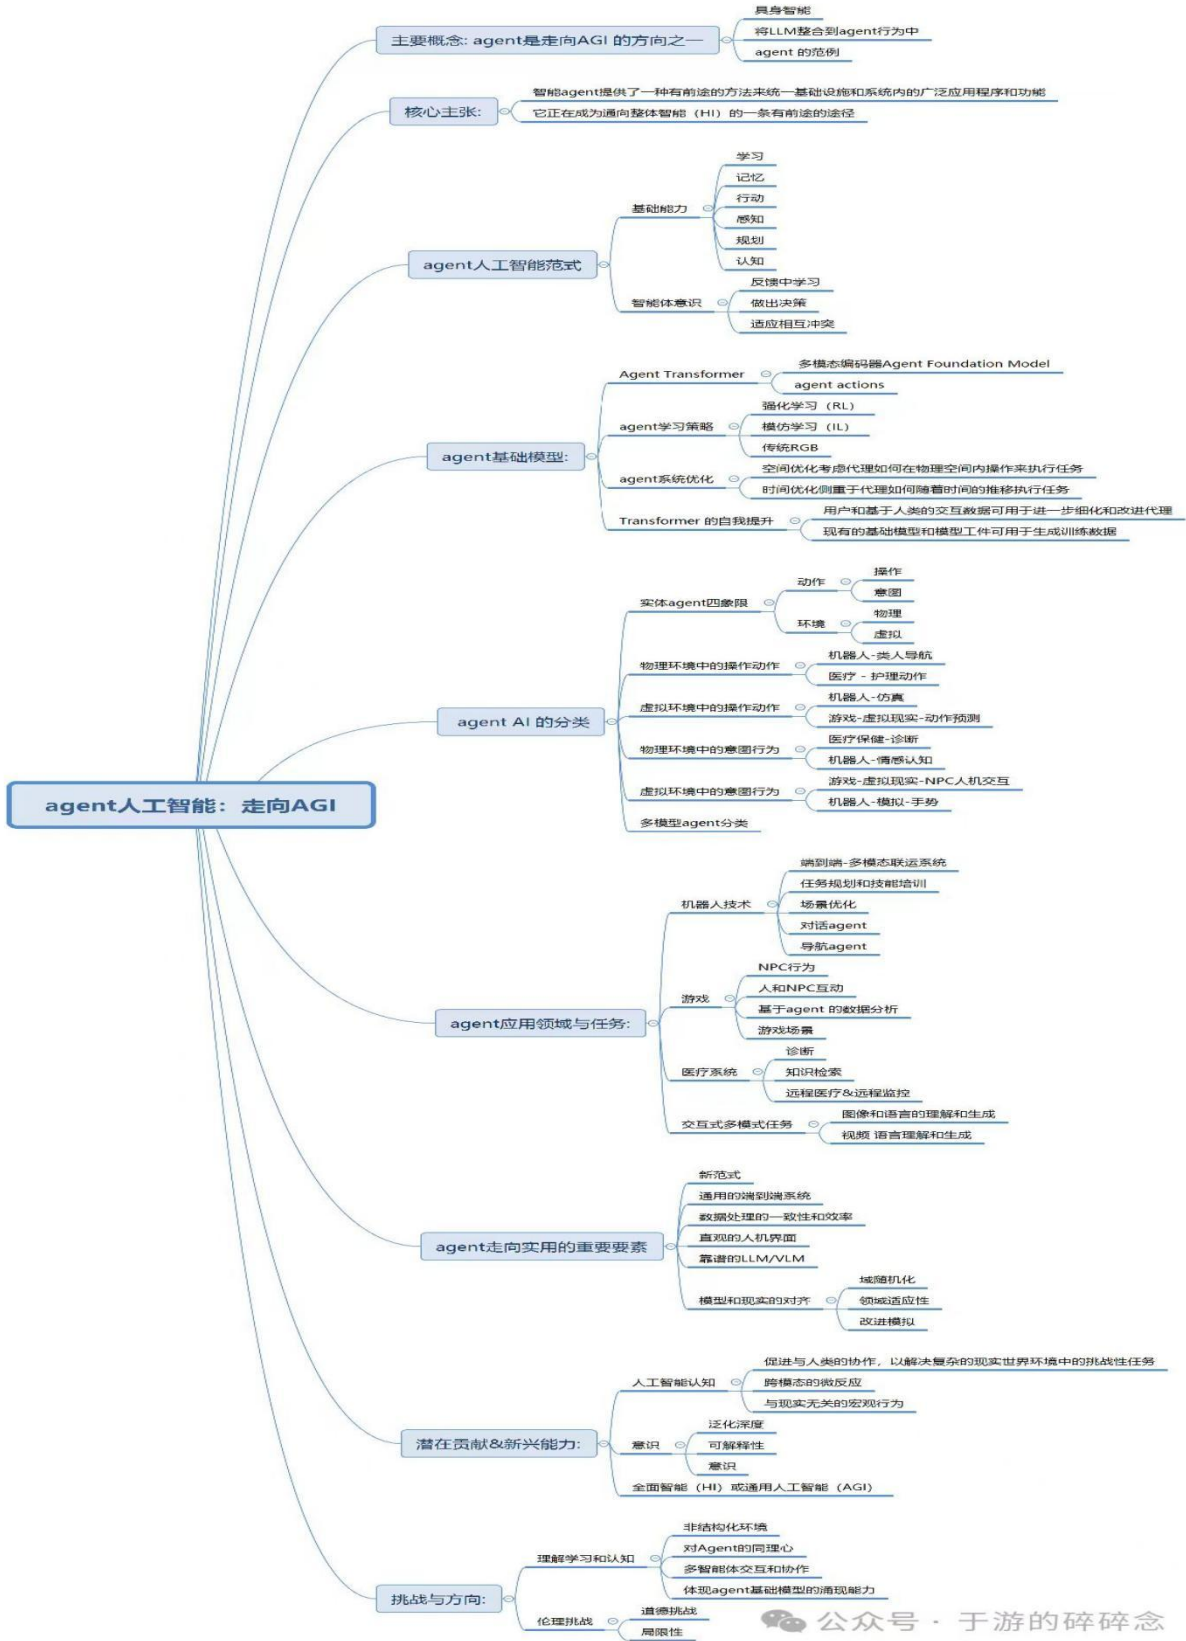 agent人工智能：走向AGI
主要概念: agent是走向AGI 的方向之一
具身智能
将LLM整合到agent行为中
agent 的范例
核心主张:
智能agent提供了一种有前途的方法来统一基础设施和系统内的广泛应用程序和功能
它正在成为通向整体智能（HI）的一条有前途的途径
agent人工智能范式
基础能力
学习
记忆
行动
感知
规划
认知
智能体意识
反馈中学习
做出决策
适应相互冲突
agent基础模型:
Agent Transformer
多模态编码器Agent Foundation Model
agent actions
agent学习策略
强化学习（RL）
模仿学习（IL）
传统RGB
agent系统优化
空间优化考虑代理如何在物理空间内操作来执行任务
时间优化侧重于代理如何随着时间的推移执行任务
Transformer 的自我提升
用户和基于人类的交互数据可用于进一步细化和改进代理
现有的基础模型和模型工件可用于生成训练数据
agent AI 的分类
实体agent四象限
动作
操作
意图
环境
物理
虚拟
物理环境中的操作动作
机器人-类人导航
医疗 - 护理动作
虚拟环境中的操作动作
机器人-仿真
游戏-虚拟现实-动作预测
物理环境中的意图行为
医疗保健-诊断
机器人-情感认知
虚拟环境中的意图行为
游戏-虚拟现实-NPC人机交互
机器人-模拟-手势
多模型agent分类
agent应用领域与任务:
机器人技术
端到端-多模态联运系统
任务规划和技能培训
场景优化
对话agent
导航agent
游戏
NPC行为
人和NPC互动
基于agent 的数据分析
游戏场景
医疗系统
诊断
知识检索
远程医疗&远程监控
交互式多模式任务
图像和语言的理解和生成
视频 语言理解和生成
agent走向实用的重要要素
新范式
通用的端到端系统
数据处理的一致性和效率
直观的人机界面
靠谱的LLM/VLM
模型和现实的对齐
域随机化
领域适应性
改进模拟
潜在贡献&新兴能力:
人工智能认知
促进与人类的协作，以解决复杂的现实世界环境中的挑战性任务
跨模态的微反应
与现实无关的宏观行为
意识
泛化深度
可解释性
意识
全面智能（HI）或通用人工智能（AGI）
挑战与方向:
理解学习和认知
非结构化环境
对Agent的同理心
多智能体交互和协作
体现agent基础模型的涌现能力
伦理挑战
道德挑战
局限性
公众号 · 于游的碎碎念